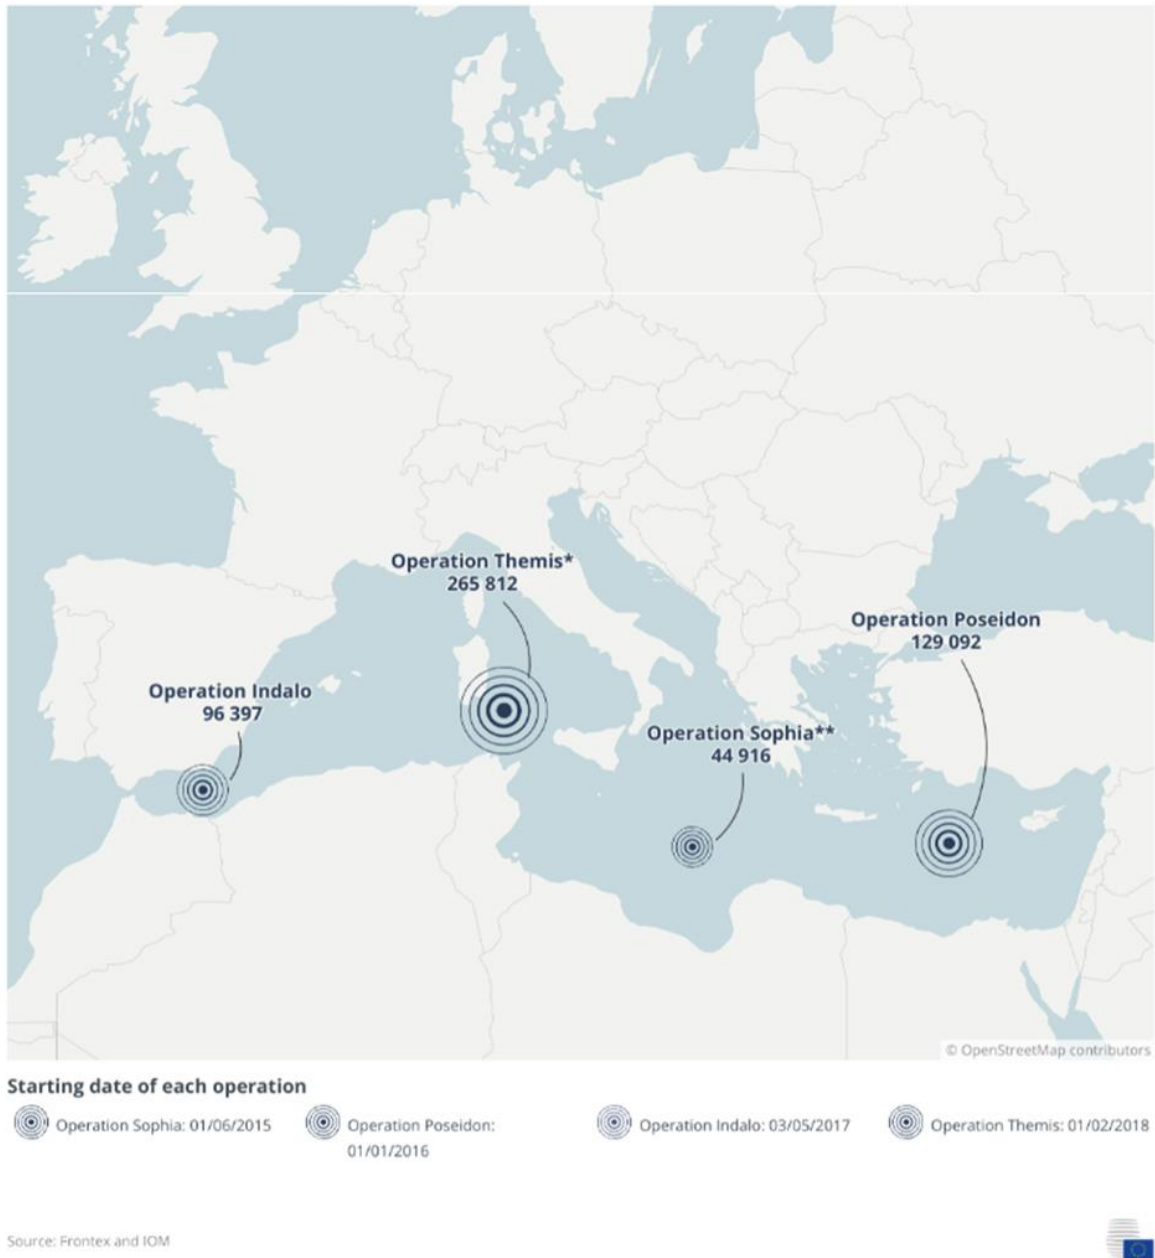 Operation Themis*
265 812
Operation Poseidon
129 092
Operation Indalo
96 397
Operation Sophia**
44 916
© OpenStreetMap contributors
Starting date of each operation
Operation Sophia: 01/06/2015
Operation Poseidon:
01/01/2016
Operation Indalo: 03/05/2017
Operation Themis: 01/02/2018
Source: Frontex and IOM